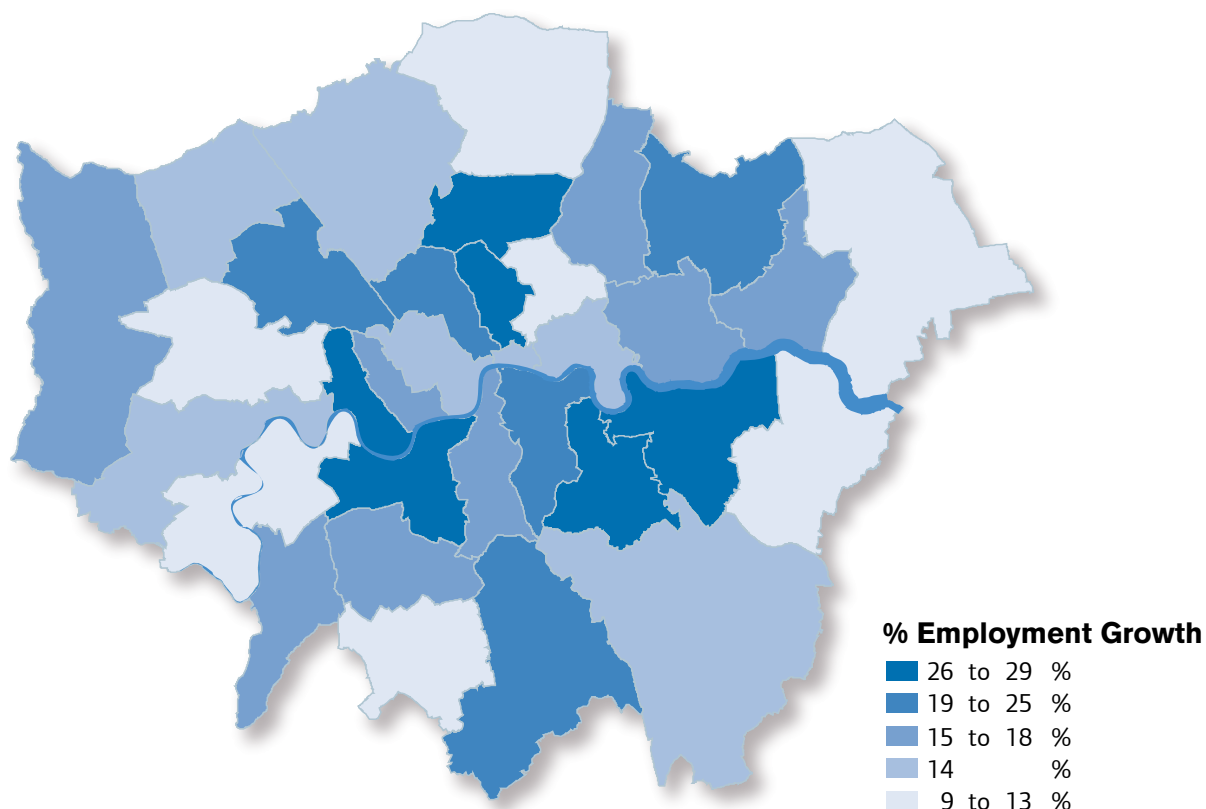 % Employment Growth
26 to 29 %
19 to 25 %
15 to 18 %
14 %
9 to 13 %